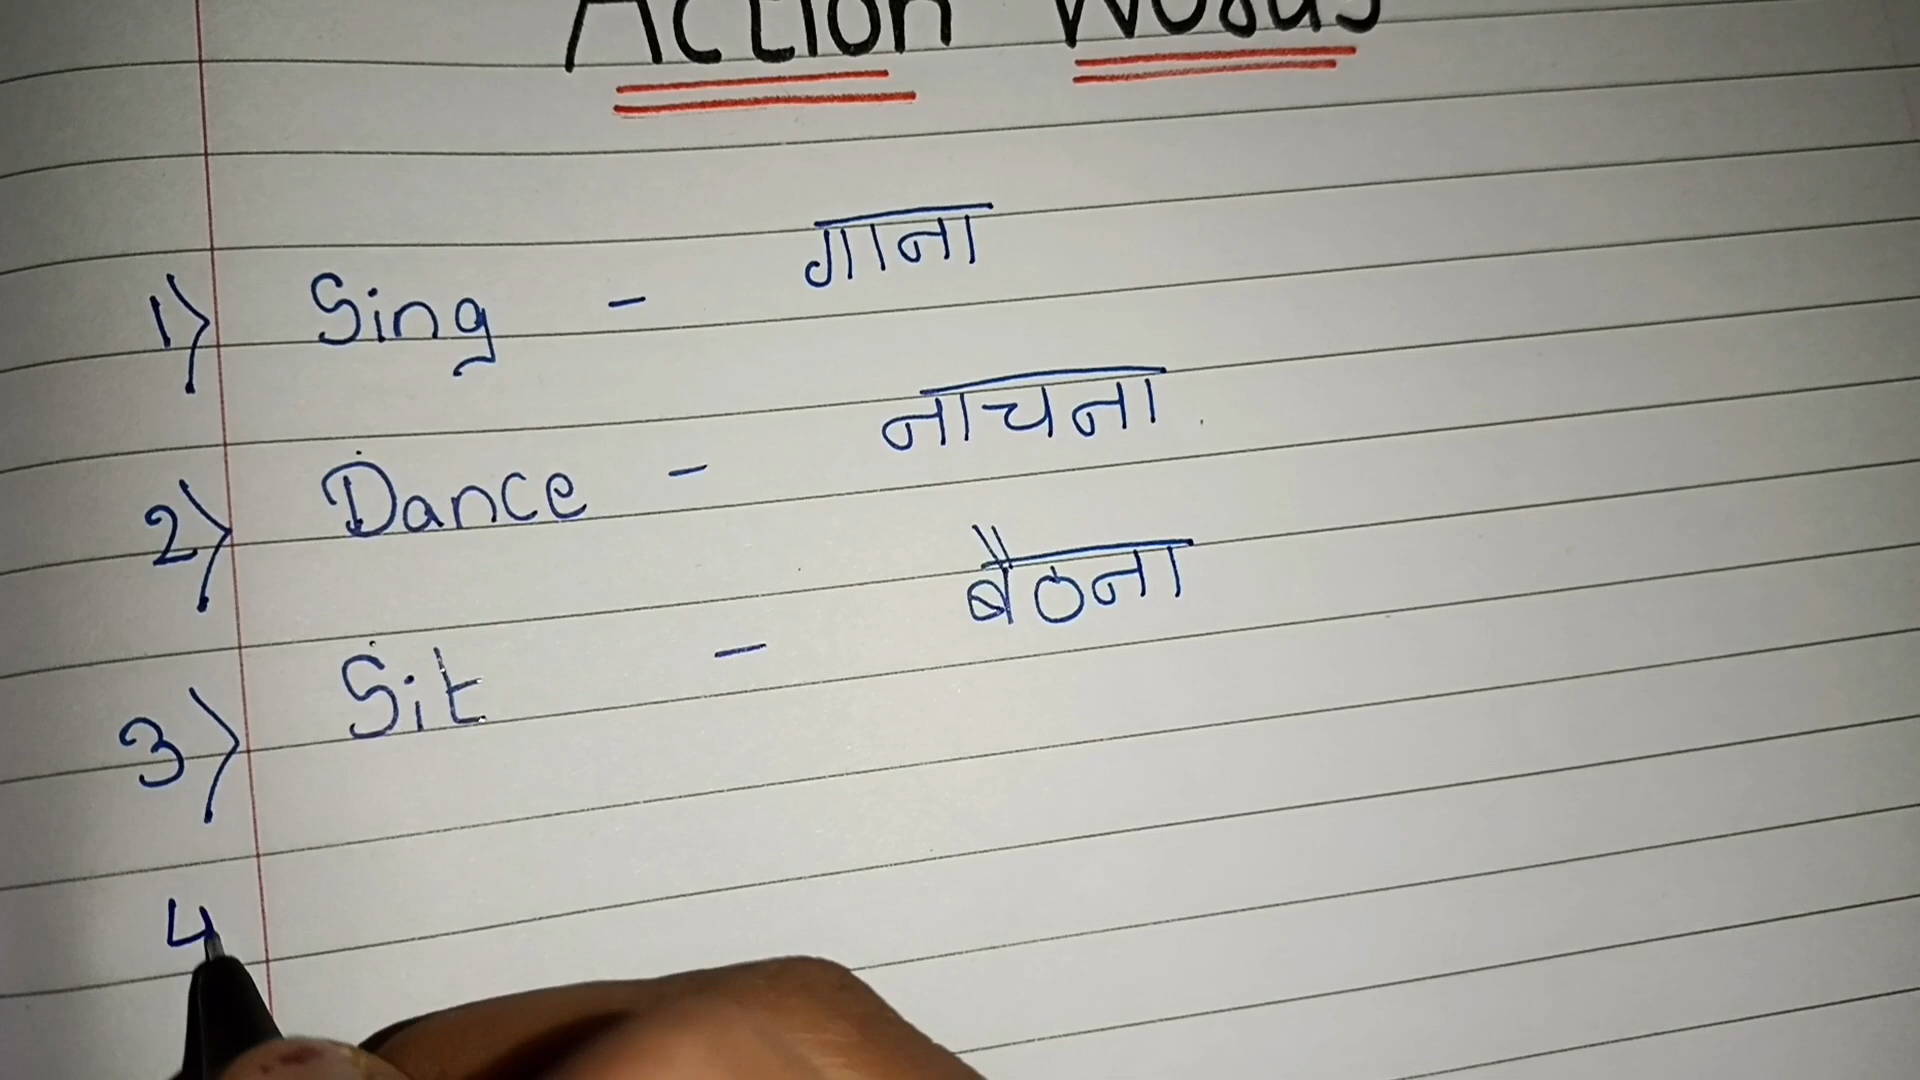 Action Words
1) Sing - गाना
2) Dance - नाचना
3) Sit - बैठना
4